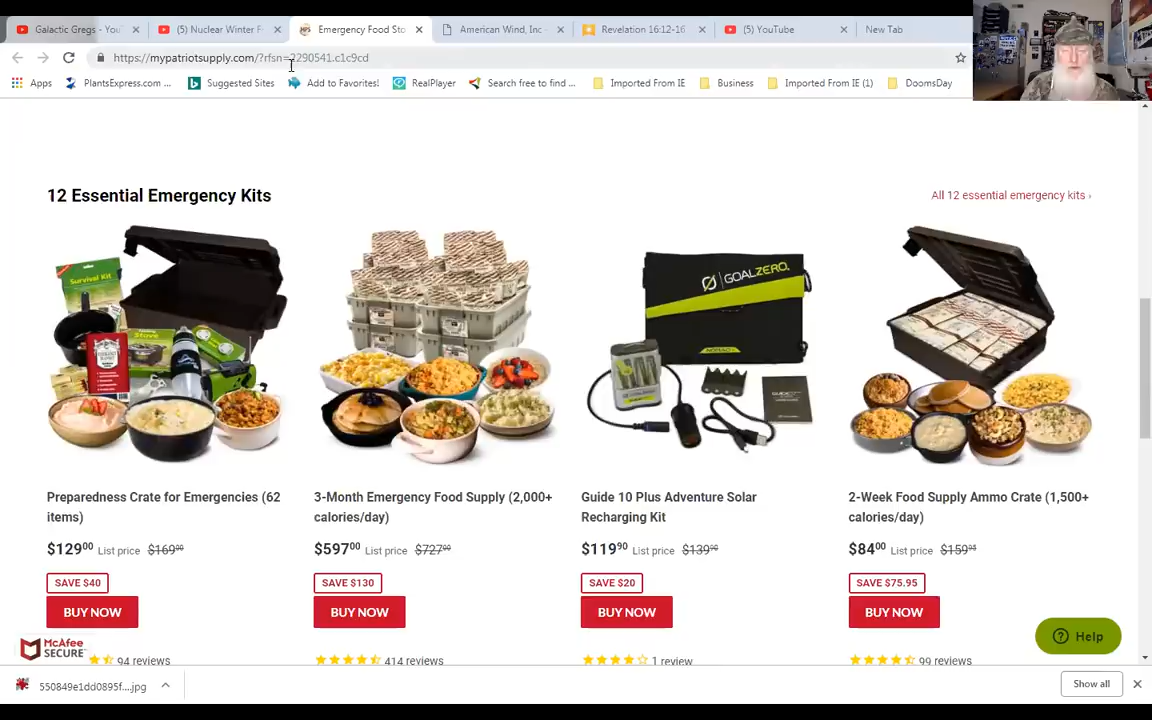 Galactic Gregs - You
(5) Nuclear Winter F
Emergency Food Sto
American Wind, Inc
Revelation 16:12-16
(5) YouTube
New Tab
https://mypatriotsupply.com/?rfsn=2290541.c1c9cd
Apps
PlantsExpress.com ...
Suggested Sites
Add to Favorites!
RealPlayer
Search free to find ...
Imported From IE
Business
Imported From IE (1)
DoomsDay
12 Essential Emergency Kits
All 12 essential emergency kits ›
Survival Kit
Stove
GOALZERO.
NOMAD
GUIDE
Preparedness Crate for Emergencies (62
items)
3-Month Emergency Food Supply (2,000+
calories/day)
Guide 10 Plus Adventure Solar
Recharging Kit
2-Week Food Supply Ammo Crate (1,500+
calories/day)
$129.00 List price $169.00
$597.00 List price $727.00
$119.90 List price $139.90
$84.00 List price $159.95
SAVE $40
SAVE $130
SAVE $20
SAVE $75.95
BUY NOW
BUY NOW
BUY NOW
BUY NOW
McAfee
SECURE
94 reviews
414 reviews
1 review
99 reviews
? Help
550849e1dd0895f....jpg
Show all